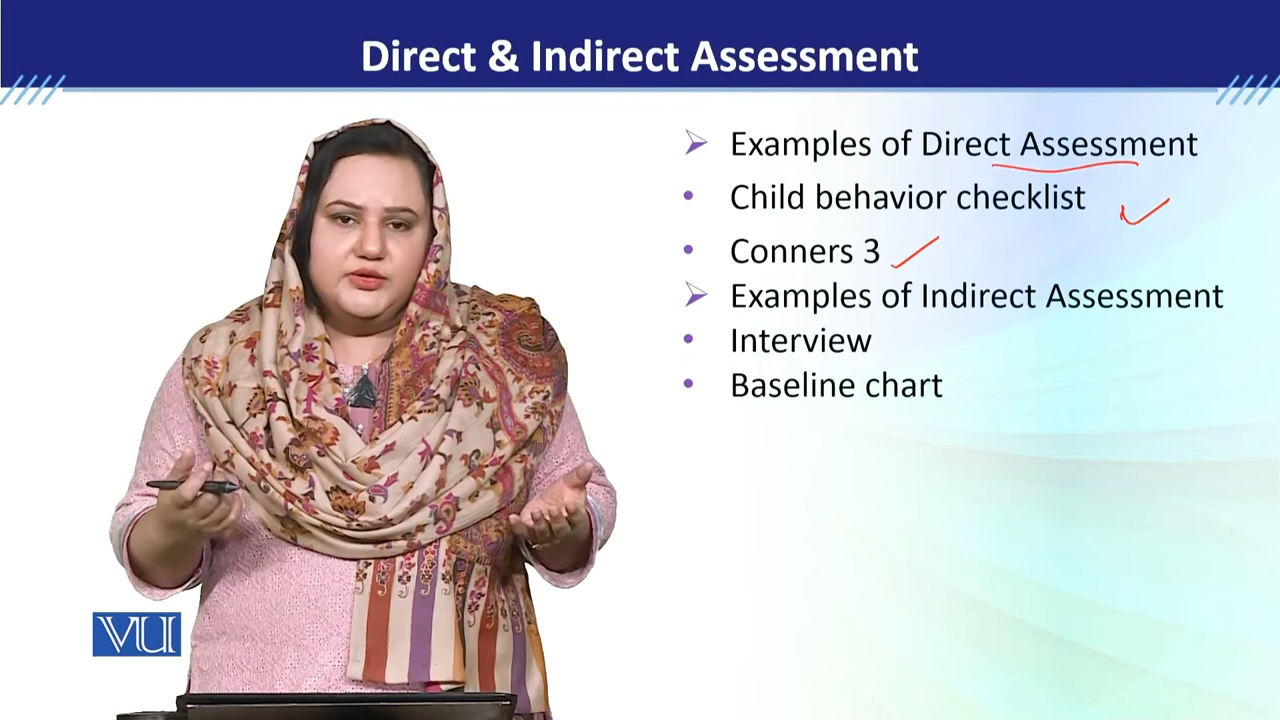 Direct & Indirect Assessment
Examples of Direct Assessment
Child behavior checklist
Conners 3
Examples of Indirect Assessment
Interview
Baseline chart
VU